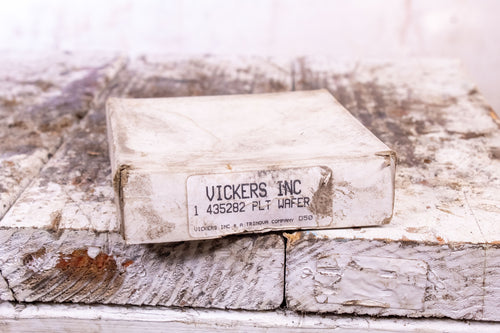 VICKERS INC
1 435282 PLT WAFER
VICKERS INC A A TRINOVA COMPANY 050